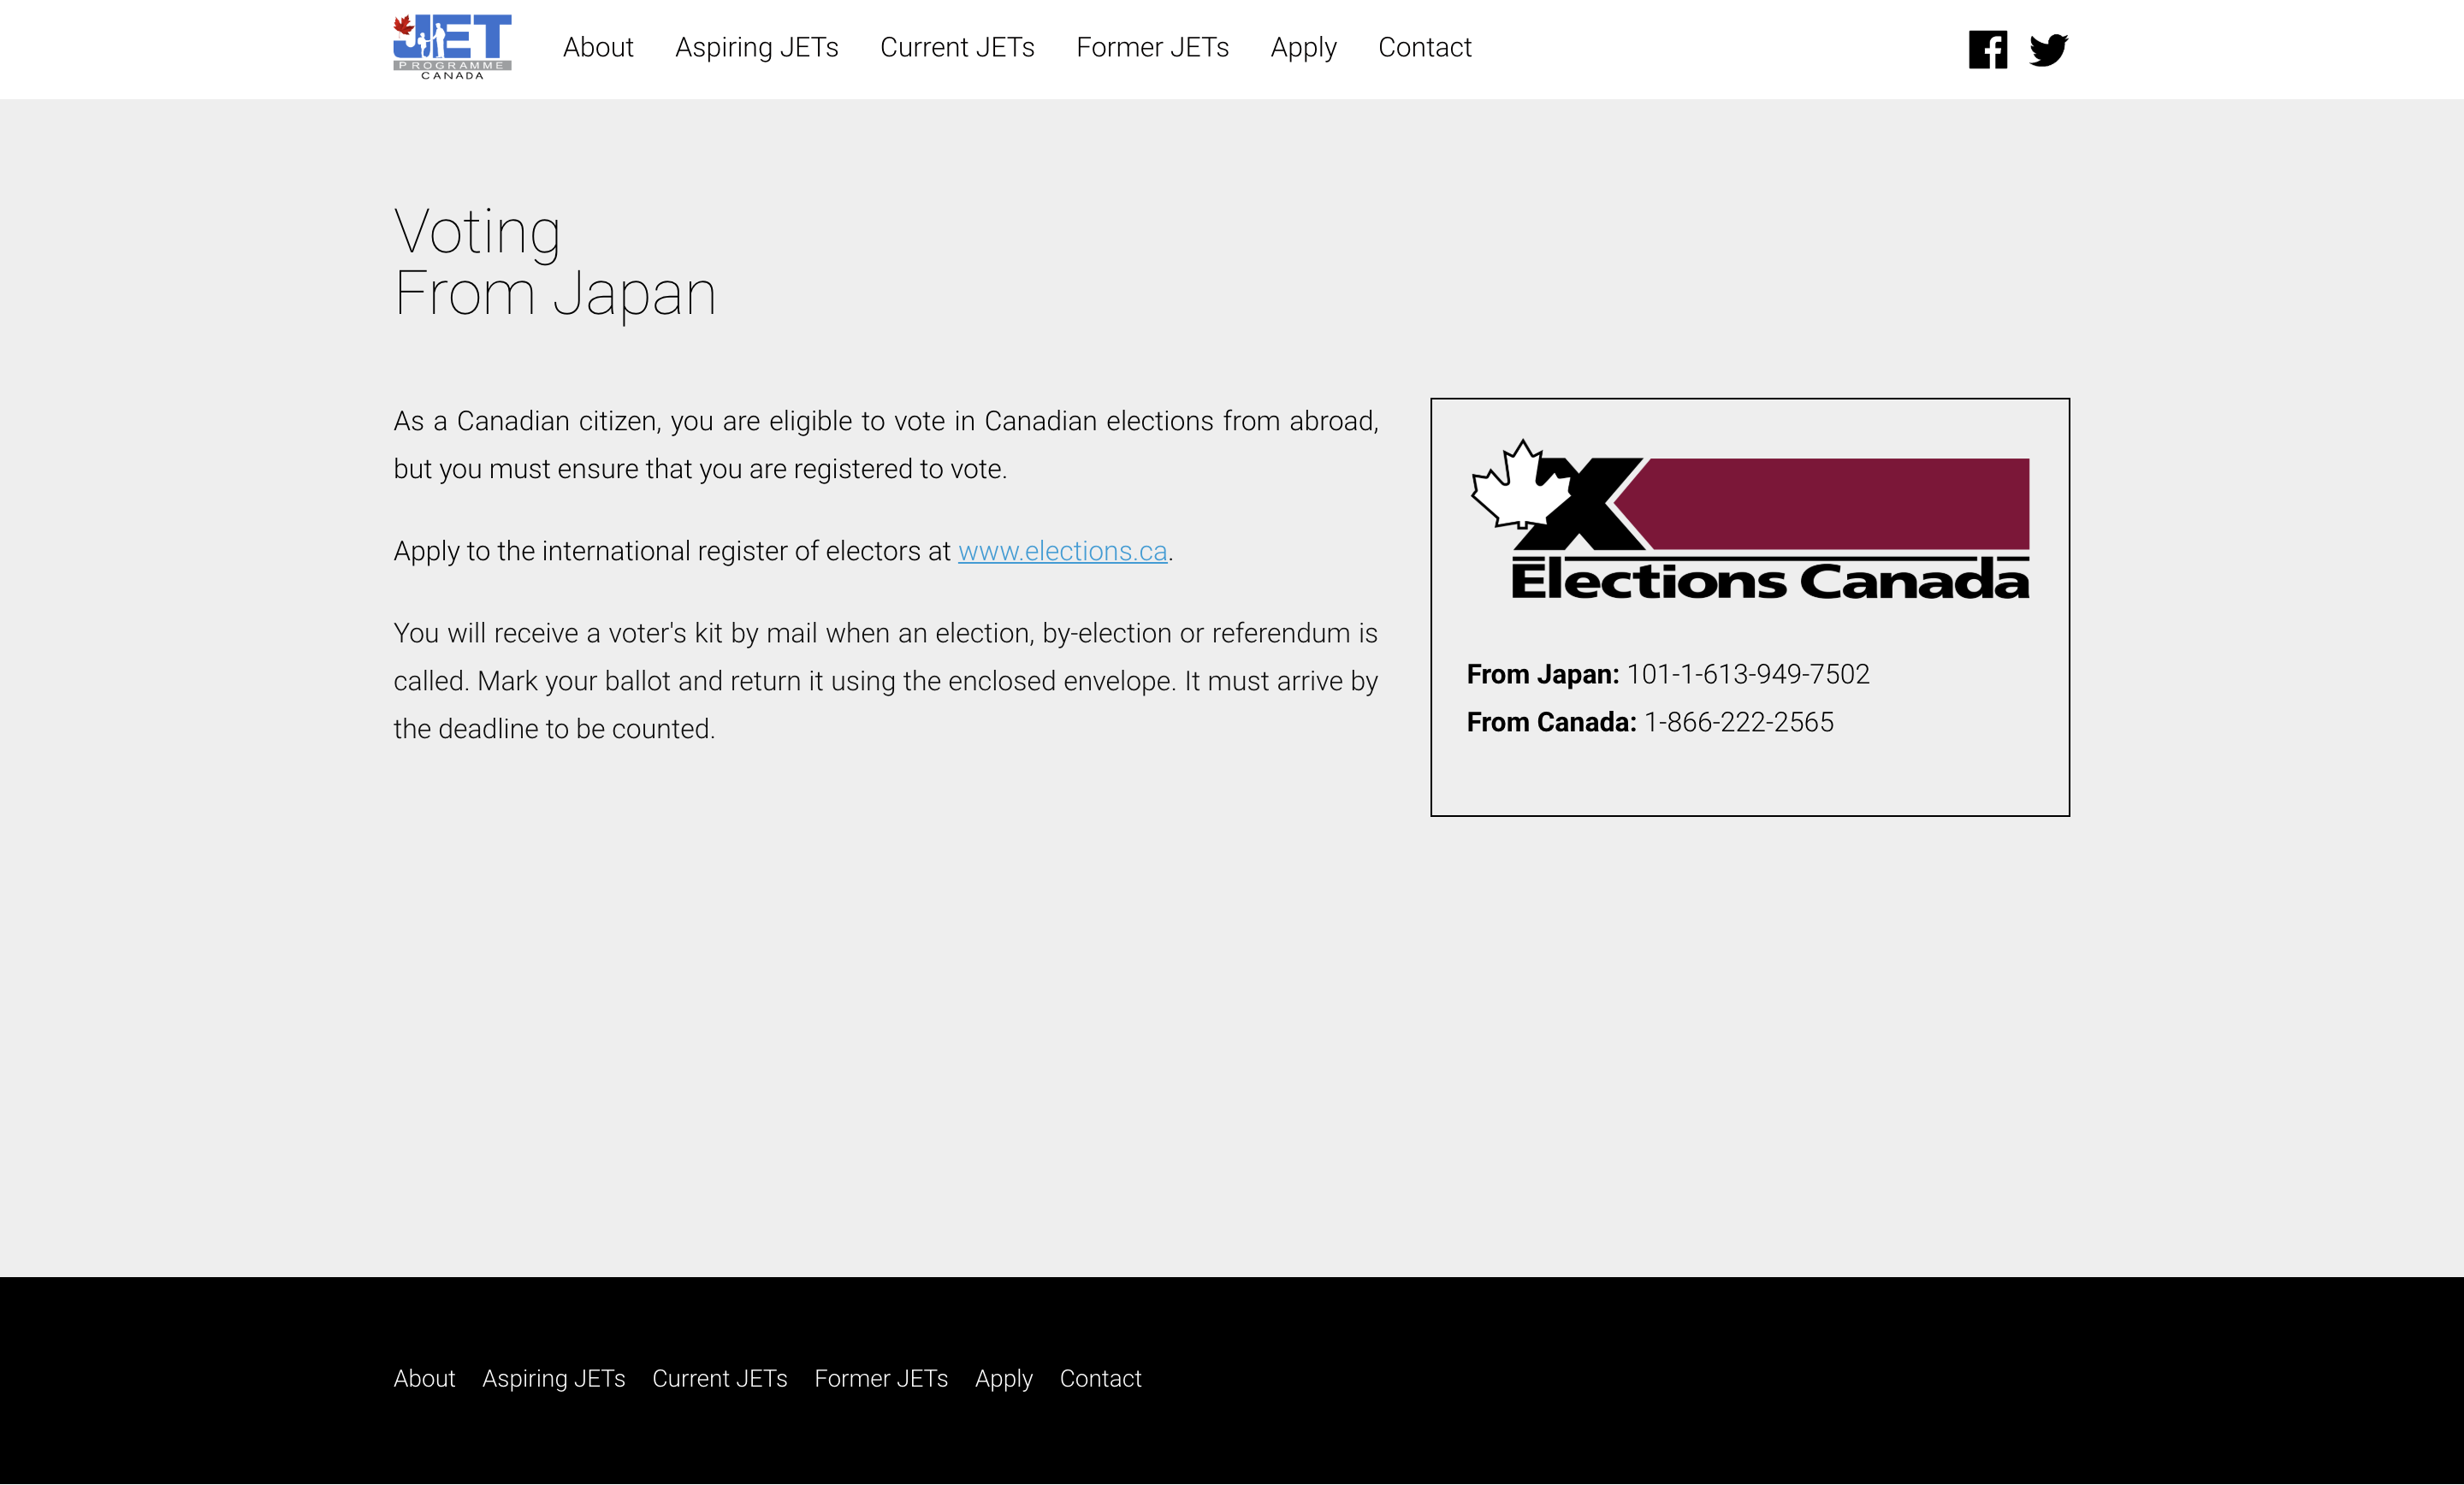 JET
PROGRAMME
CANADA
About Aspiring JETs Current JETs Former JETs Apply Contact
Voting
From Japan
As a Canadian citizen, you are eligible to vote in Canadian elections from abroad,
but you must ensure that you are registered to vote.
Apply to the international register of electors at www.elections.ca.
You will receive a voter's kit by mail when an election, by-election or referendum is
called. Mark your ballot and return it using the enclosed envelope. It must arrive by
the deadline to be counted.
Elections Canada
From Japan: 101-1-613-949-7502
From Canada: 1-866-222-2565
About Aspiring JETs Current JETs Former JETs Apply Contact